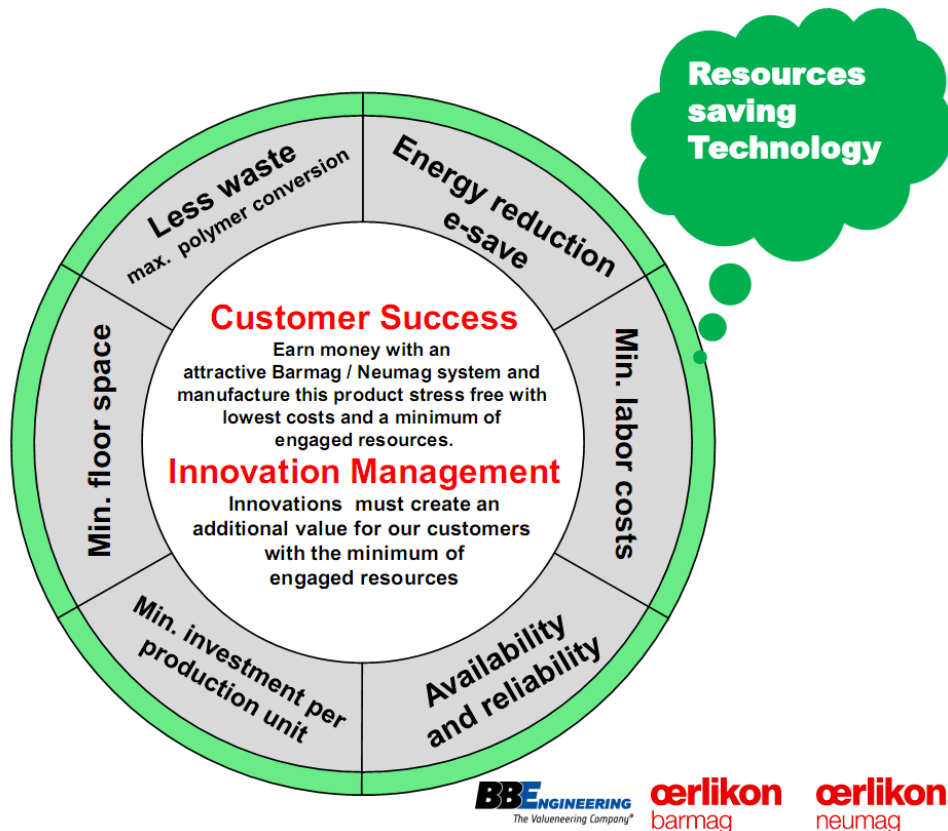 Resources
saving
Technology
Less waste
max. polymer conversion
Energy reduction
e-save
Min. floor space
Customer Success
Earn money with an
attractive Barmag / Neumag system and
manufacture this product stress free with
lowest costs and a minimum of
engaged resources.
Innovation Management
Innovations must create an
additional value for our customers
with the minimum of
engaged resources
Min. labor costs
Min. investment per
production unit
Availability
and reliability
BBENGINEERING
The Valueneering Company®
œrlikon
barmag
œrlikon
neumag